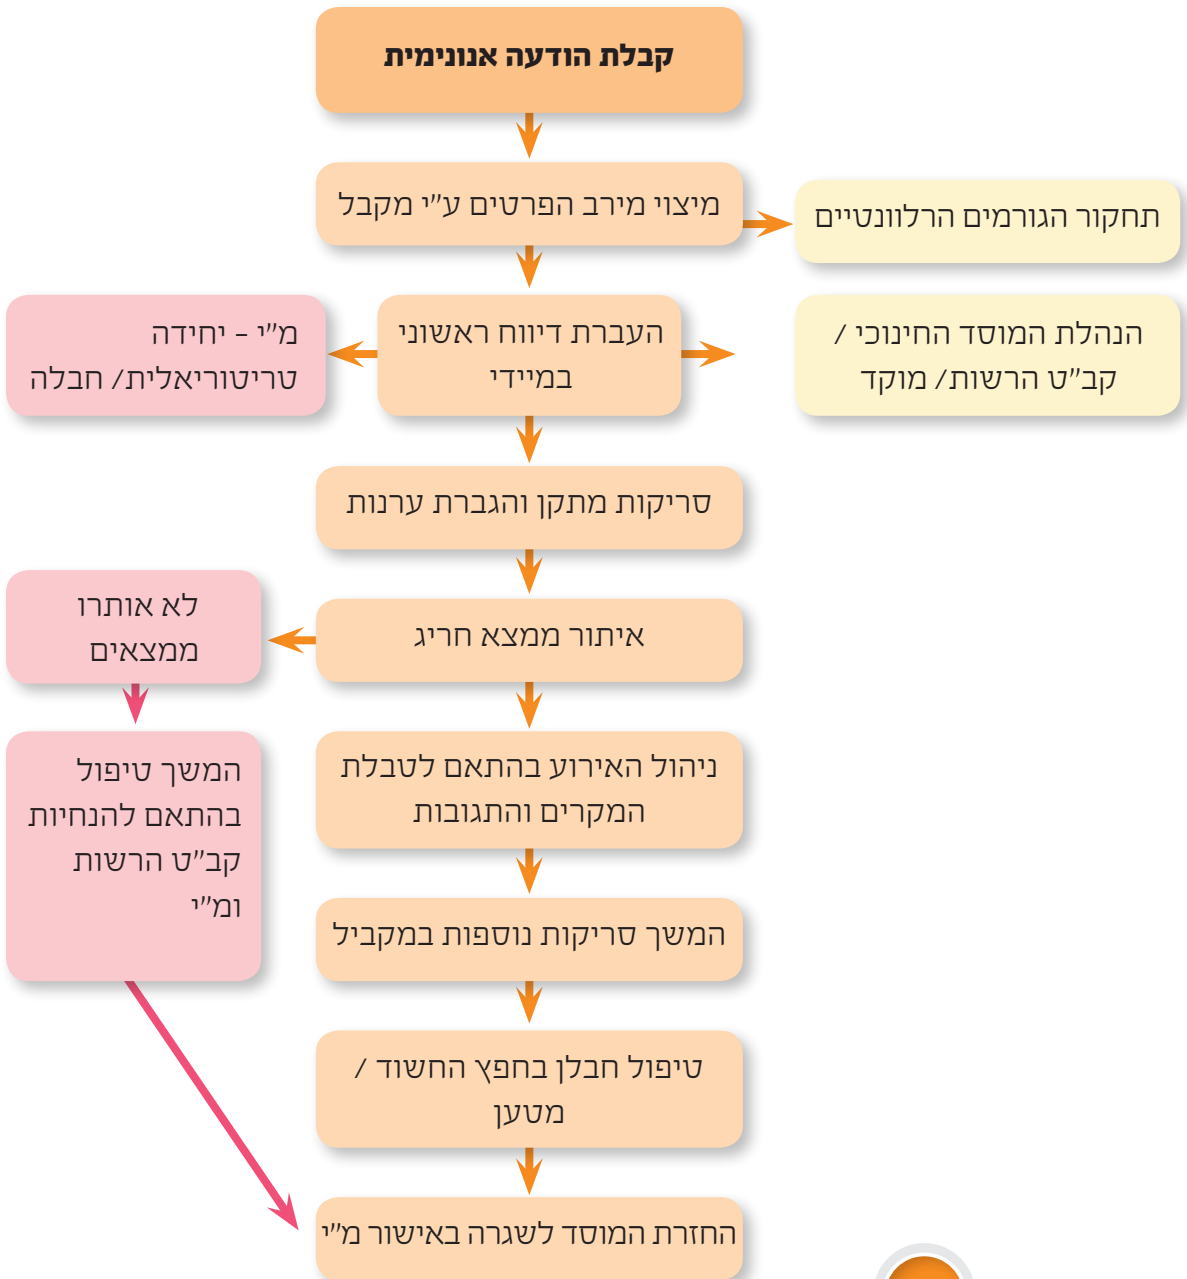 קבלת הודעה אנונימית
מיצוי מירב הפרטים ע"י מקבל
תחקור הגורמים הרלוונטיים
הנהלת המוסד החינוכי /
קב"ט הרשות/ מוקד
העברת דיווח ראשוני
במיידי
מ"י - יחידה
טריטוריאלית/ חבלה
סריקות מתקן והגברת ערנות
איתור ממצא חריג
לא אותרו
ממצאים
ניהול האירוע בהתאם לטבלת
המקרים והתגובות
המשך טיפול
בהתאם להנחיות
קב"ט הרשות
ומ"י
המשך סריקות נוספות במקביל
טיפול חבלן בחפץ החשוד /
מטען
החזרת המוסד לשגרה באישור מ"י